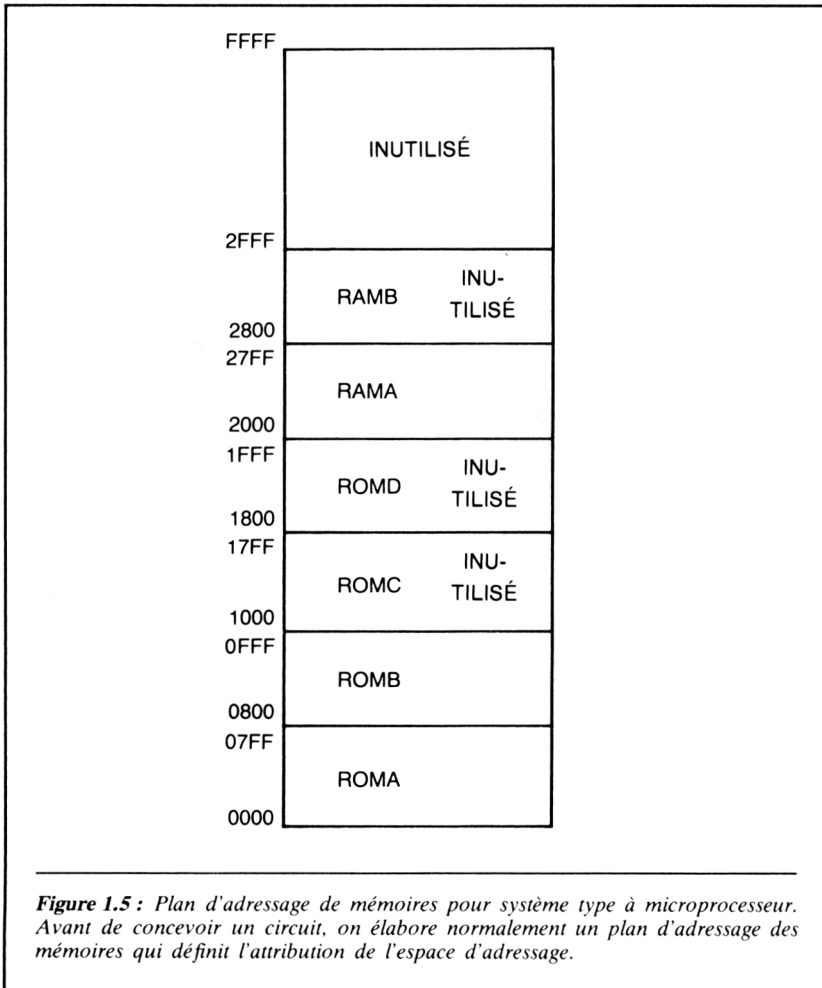 FFFF
INUTILISÉ
2FFF
RAMB
INU-
TILISÉ
2800
27FF
RAMA
2000
1FFF
ROMD
INU-
TILISÉ
1800
17FF
ROMC
INU-
TILISÉ
1000
0FFF
ROMB
0800
07FF
ROMA
0000
Figure 1.5 : Plan d'adressage de mémoires pour système type à microprocesseur.
Avant de concevoir un circuit, on élabore normalement un plan d'adressage des
mémoires qui définit l'attribution de l'espace d'adressage.